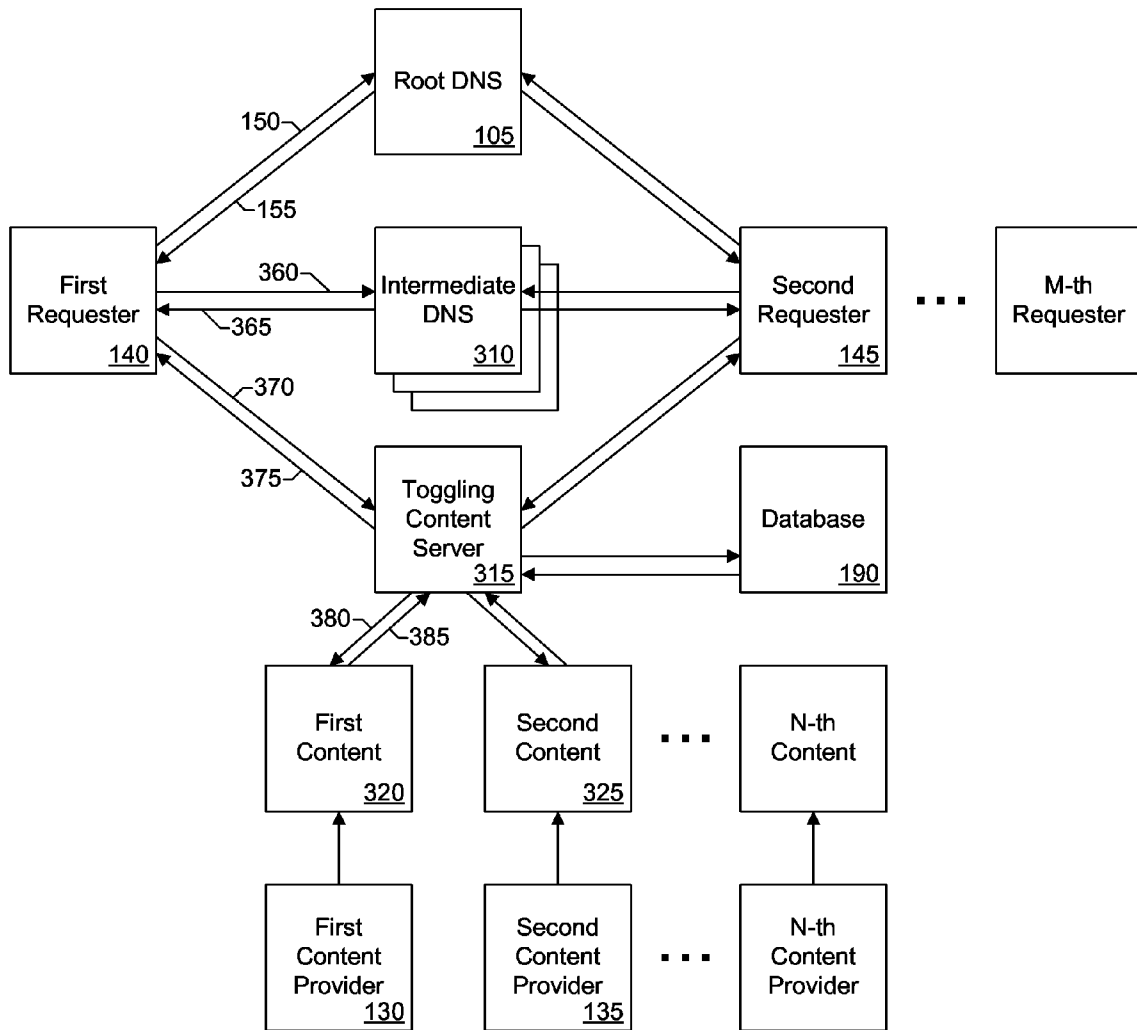 Root DNS
105
150
155
First
Requester
140
360
365
Intermediate
DNS
310
Second
Requester
145
M-th
Requester
370
375
Toggling
Content
Server
315
Database
190
380
385
First
Content
320
Second
Content
325
N-th
Content
First
Content
Provider
130
Second
Content
Provider
135
N-th
Content
Provider